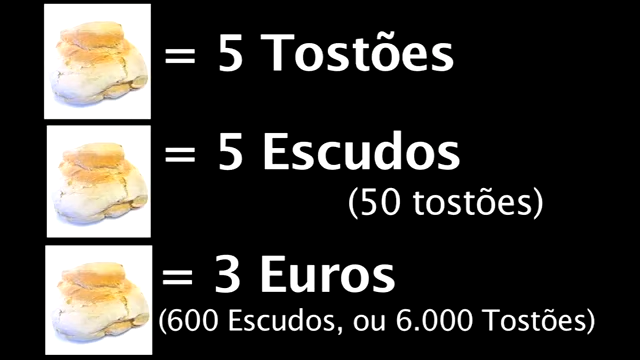 = 5 Tostões
= 5 Escudos
(50 tostões)
= 3 Euros
(600 Escudos, ou 6.000 Tostões)